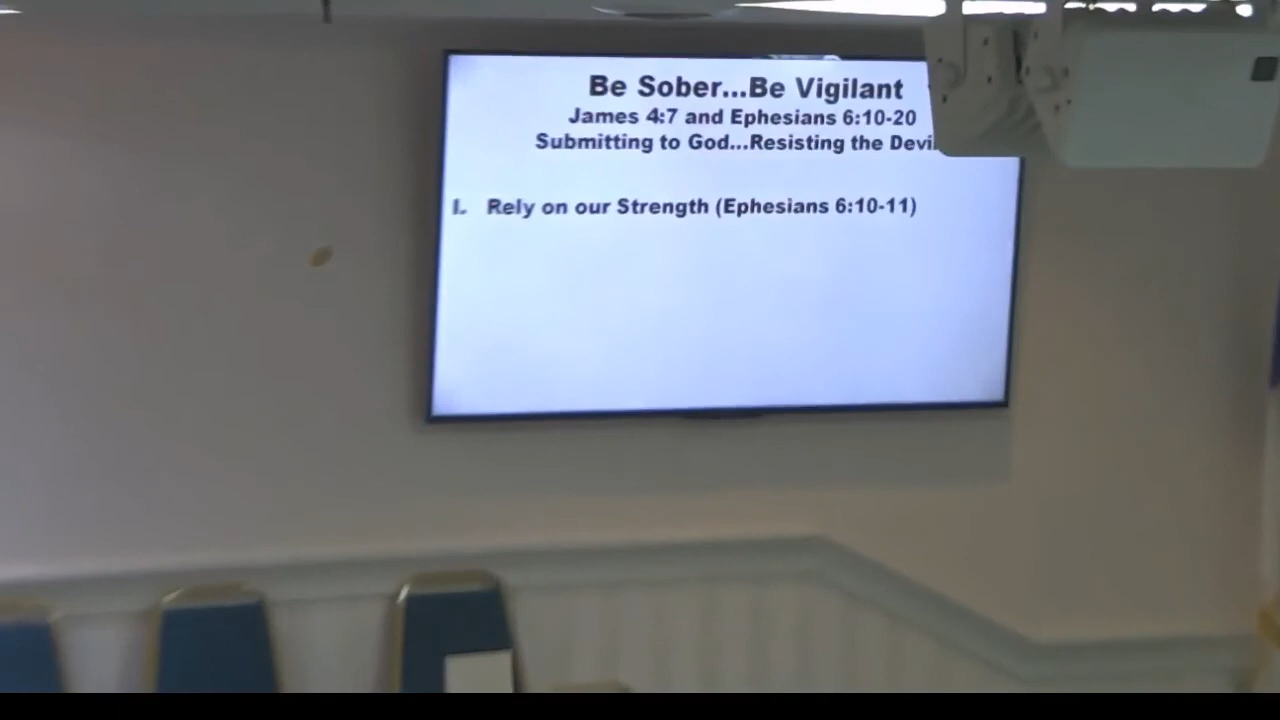 Be Sober...Be Vigilant
James 4:7 and Ephesians 6:10-20
Submitting to God...Resisting the Devi
I. Rely on our Strength (Ephesians 6:10-11)